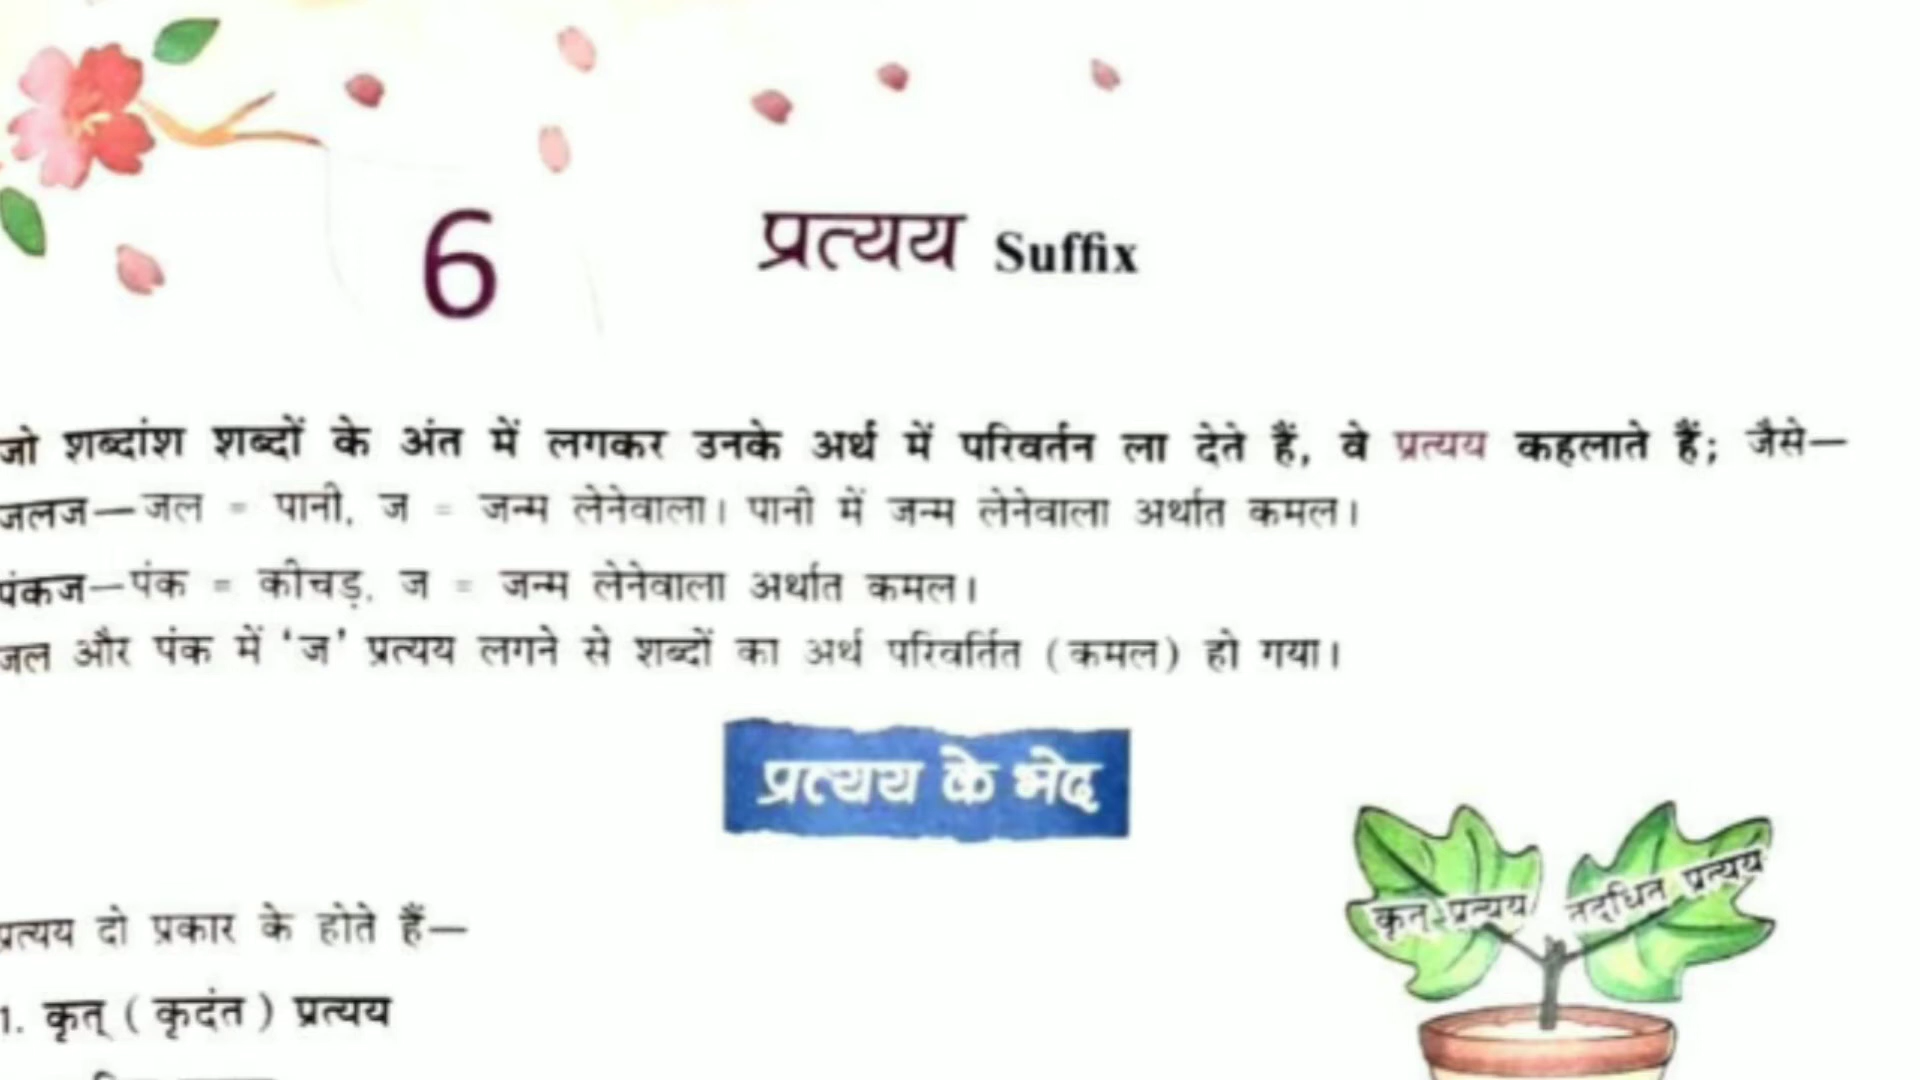 6 प्रत्यय Suffix
जो शब्दांश शब्दों के अंत में लगकर उनके अर्थ में परिवर्तन ला देते हैं, वे प्रत्यय कहलाते हैं; जैसे—
जलज—जल = पानी, ज = जन्म लेनेवाला। पानी में जन्म लेनेवाला अर्थात कमल।
पंकज—पंक = कीचड़, ज = जन्म लेनेवाला अर्थात कमल।
जल और पंक में ‘ज’ प्रत्यय लगने से शब्दों का अर्थ परिवर्तित (कमल) हो गया।
प्रत्यय के भेद
कृत् प्रत्यय
तद्धित प्रत्यय
प्रत्यय दो प्रकार के होते हैं—
1. कृत् ( कृदंत ) प्रत्यय